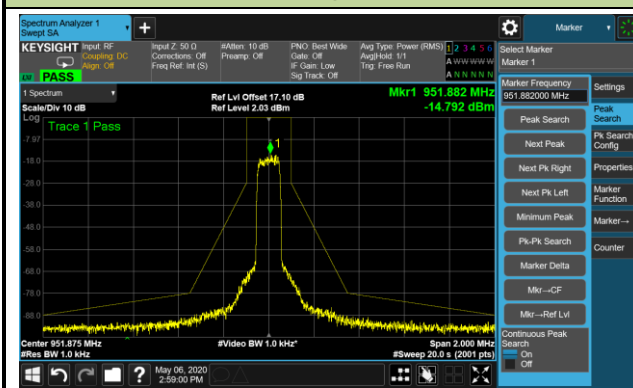 Spectrum Analyzer 1
Swept SA
Marker
KEYSIGHT
Input: RF
Coupling: DC
Align: Off
Input Z: 50 Ω
Corrections: Off
Freq Ref: Int (S)
#Atten: 10 dB
Preamp: Off
PNO: Best Wide
Gate: Off
IF Gain: Low
Sig Track: Off
Avg Type: Power (RMS)
Avg|Hold: 1/1
Trig: Free Run
1 2 3 4 5 6
A W W W W W
A N N N N N
PASS
Select Marker
Marker 1
1 Spectrum
Scale/Div 10 dB
Log
Ref Lvl Offset 17.10 dB
Ref Level 2.03 dBm
Mkr1 951.882 MHz
-14.792 dBm
Trace 1 Pass
1
-7.97
-18.0
-28.0
-38.0
-48.0
-58.0
-68.0
-78.0
-88.0
Center 951.875 MHz
#Res BW 1.0 kHz
#Video BW 1.0 kHz*
Span 2.000 MHz
#Sweep 20.0 s (2001 pts)
Marker Frequency
951.882000 MHz
Peak Search
Next Peak
Next Pk Right
Next Pk Left
Minimum Peak
Pk-Pk Search
Marker Delta
Mkr→CF
Mkr→Ref Lvl
Continuous Peak
Search
On
Off
Settings
Peak
Search
Pk Search
Config
Properties
Marker
Function
Marker→
Counter
May 06, 2020
2:59:00 PM